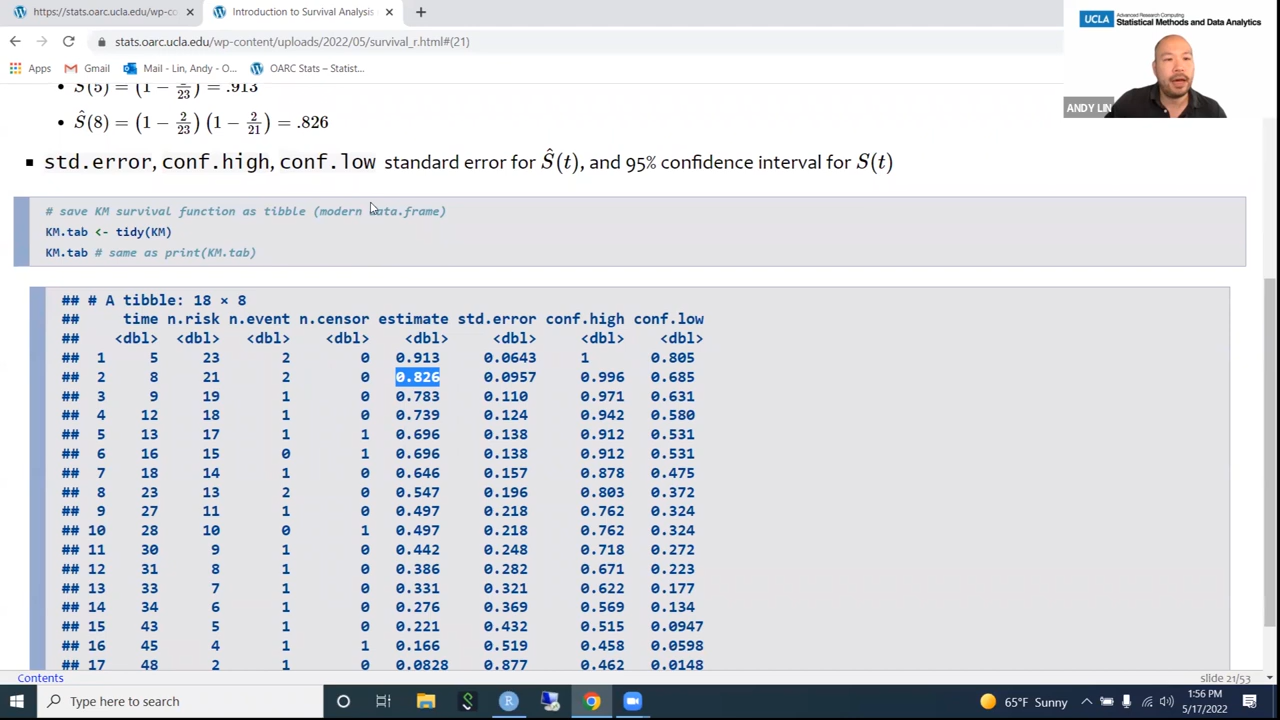 https://stats.oarc.ucla.edu/wp-cc
Introduction to Survival Analysis
stats.oarc.ucla.edu/wp-content/uploads/2022/05/survival_r.html#(21)
Apps Gmail Mail - Lin, Andy - O... OARC Stats – Statist...
UCLA Advanced Research Computing
Statistical Methods and Data Analytics
ANDY LIN
Ŝ(5) = (1 − 2/23) = .913
Ŝ(8) = (1 − 2/23) (1 − 2/21) = .826
std.error, conf.high, conf.low standard error for Ŝ(t), and 95% confidence interval for S(t)
# save KM survival function as tibble (modern data.frame)
KM.tab <- tidy(KM)
KM.tab # same as print(KM.tab)
## # A tibble: 18 × 8
## time n.risk n.event n.censor estimate std.error conf.high conf.low
## <dbl> <dbl> <dbl> <dbl> <dbl> <dbl> <dbl> <dbl>
## 1 5 23 2 0 0.913 0.0643 1 0.805
## 2 8 21 2 0 0.826 0.0957 0.996 0.685
## 3 9 19 1 0 0.783 0.110 0.971 0.631
## 4 12 18 1 0 0.739 0.124 0.942 0.580
## 5 13 17 1 1 0.696 0.138 0.912 0.531
## 6 16 15 0 1 0.696 0.138 0.912 0.531
## 7 18 14 1 0 0.646 0.157 0.878 0.475
## 8 23 13 2 0 0.547 0.196 0.803 0.372
## 9 27 11 1 0 0.497 0.218 0.762 0.324
## 10 28 10 0 1 0.497 0.218 0.762 0.324
## 11 30 9 1 0 0.442 0.248 0.718 0.272
## 12 31 8 1 0 0.386 0.282 0.671 0.223
## 13 33 7 1 0 0.331 0.321 0.622 0.177
## 14 34 6 1 0 0.276 0.369 0.569 0.134
## 15 43 5 1 0 0.221 0.432 0.515 0.0947
## 16 45 4 1 1 0.166 0.519 0.458 0.0598
## 17 48 2 1 0 0.0828 0.877 0.462 0.0148
Contents
slide 21/53
Type here to search
65°F Sunny
1:56 PM
5/17/2022